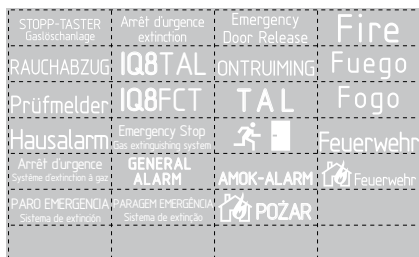 STOPP-TASTER
Gaslöschanlage
Arrêt d'urgence
extinction
Emergency
Door Release
Fire
RAUCHABZUG
IQ8TAL
ONTRUIMING
Fuego
Prüfmelder
IQ8FCT
TAL
Fogo
Hausalarm
Emergency Stop
Gas extinguishing system
Feuerwehr
Arrêt d'urgence
Système d'extinction à gaz
GENERAL
ALARM
AMOK-ALARM
Feuerwehr
PARO EMERGENCIA
Sistema de extinción
PARAGEM EMERGÊNCIA
Sistema de extinção
POŻAR